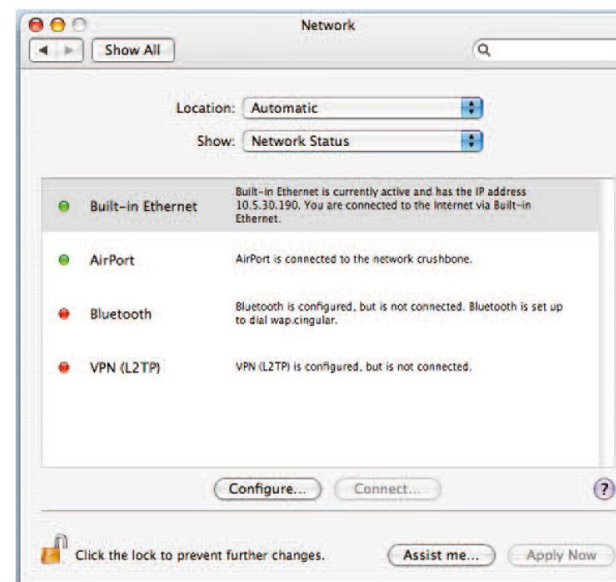 Network
Show All
Location: Automatic
Show: Network Status
Built-in Ethernet
Built-in Ethernet is currently active and has the IP address
10.5.30.190. You are connected to the Internet via Built-in
Ethernet.
AirPort
AirPort is connected to the network crushbone.
Bluetooth
Bluetooth is configured, but is not connected. Bluetooth is set up
to dial wap.cingular.
VPN (L2TP)
VPN (L2TP) is configured, but is not connected.
Configure... Connect... ?
Click the lock to prevent further changes. Assist me... Apply Now